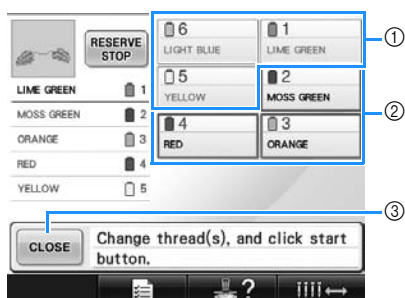 RESERVE
STOP
LIME GREEN 1
MOSS GREEN 2
ORANGE 3
RED 4
YELLOW 5
6
LIGHT BLUE
1
LIME GREEN
5
YELLOW
2
MOSS GREEN
4
RED
3
ORANGE
①
②
③
CLOSE
Change thread(s), and click start
button.
?